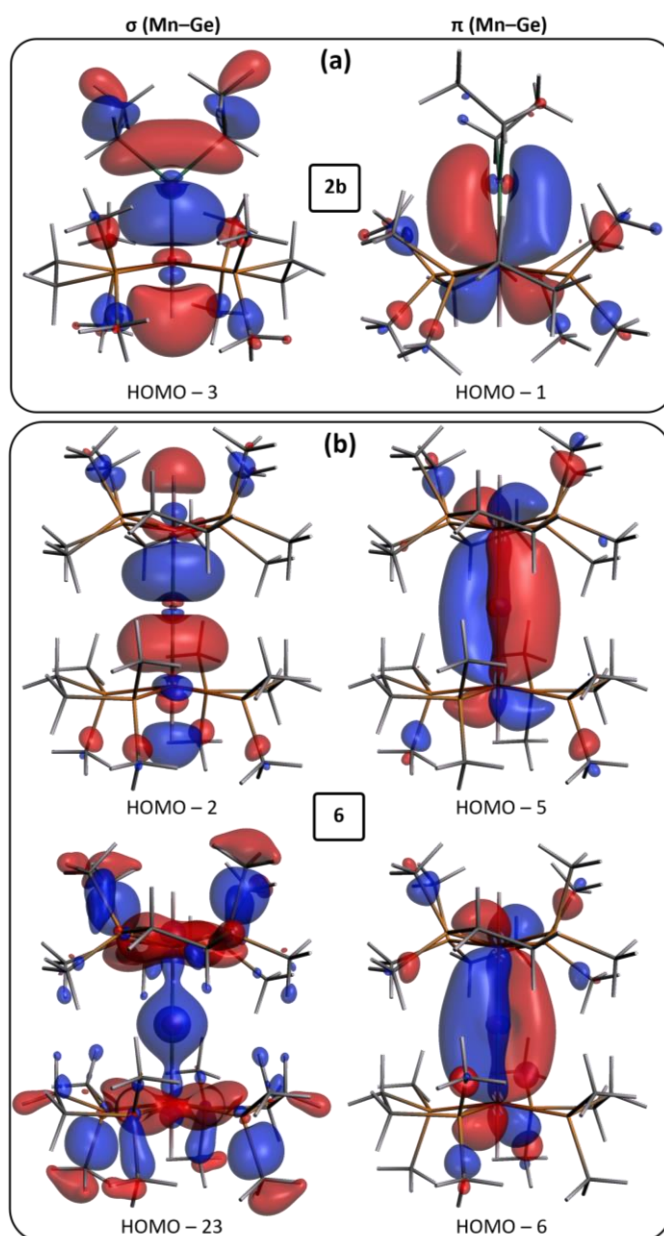 σ (Mn–Ge) π (Mn–Ge)
(a)
2b
HOMO – 3 HOMO – 1
(b)
HOMO – 2 HOMO – 5
6
HOMO – 23 HOMO – 6